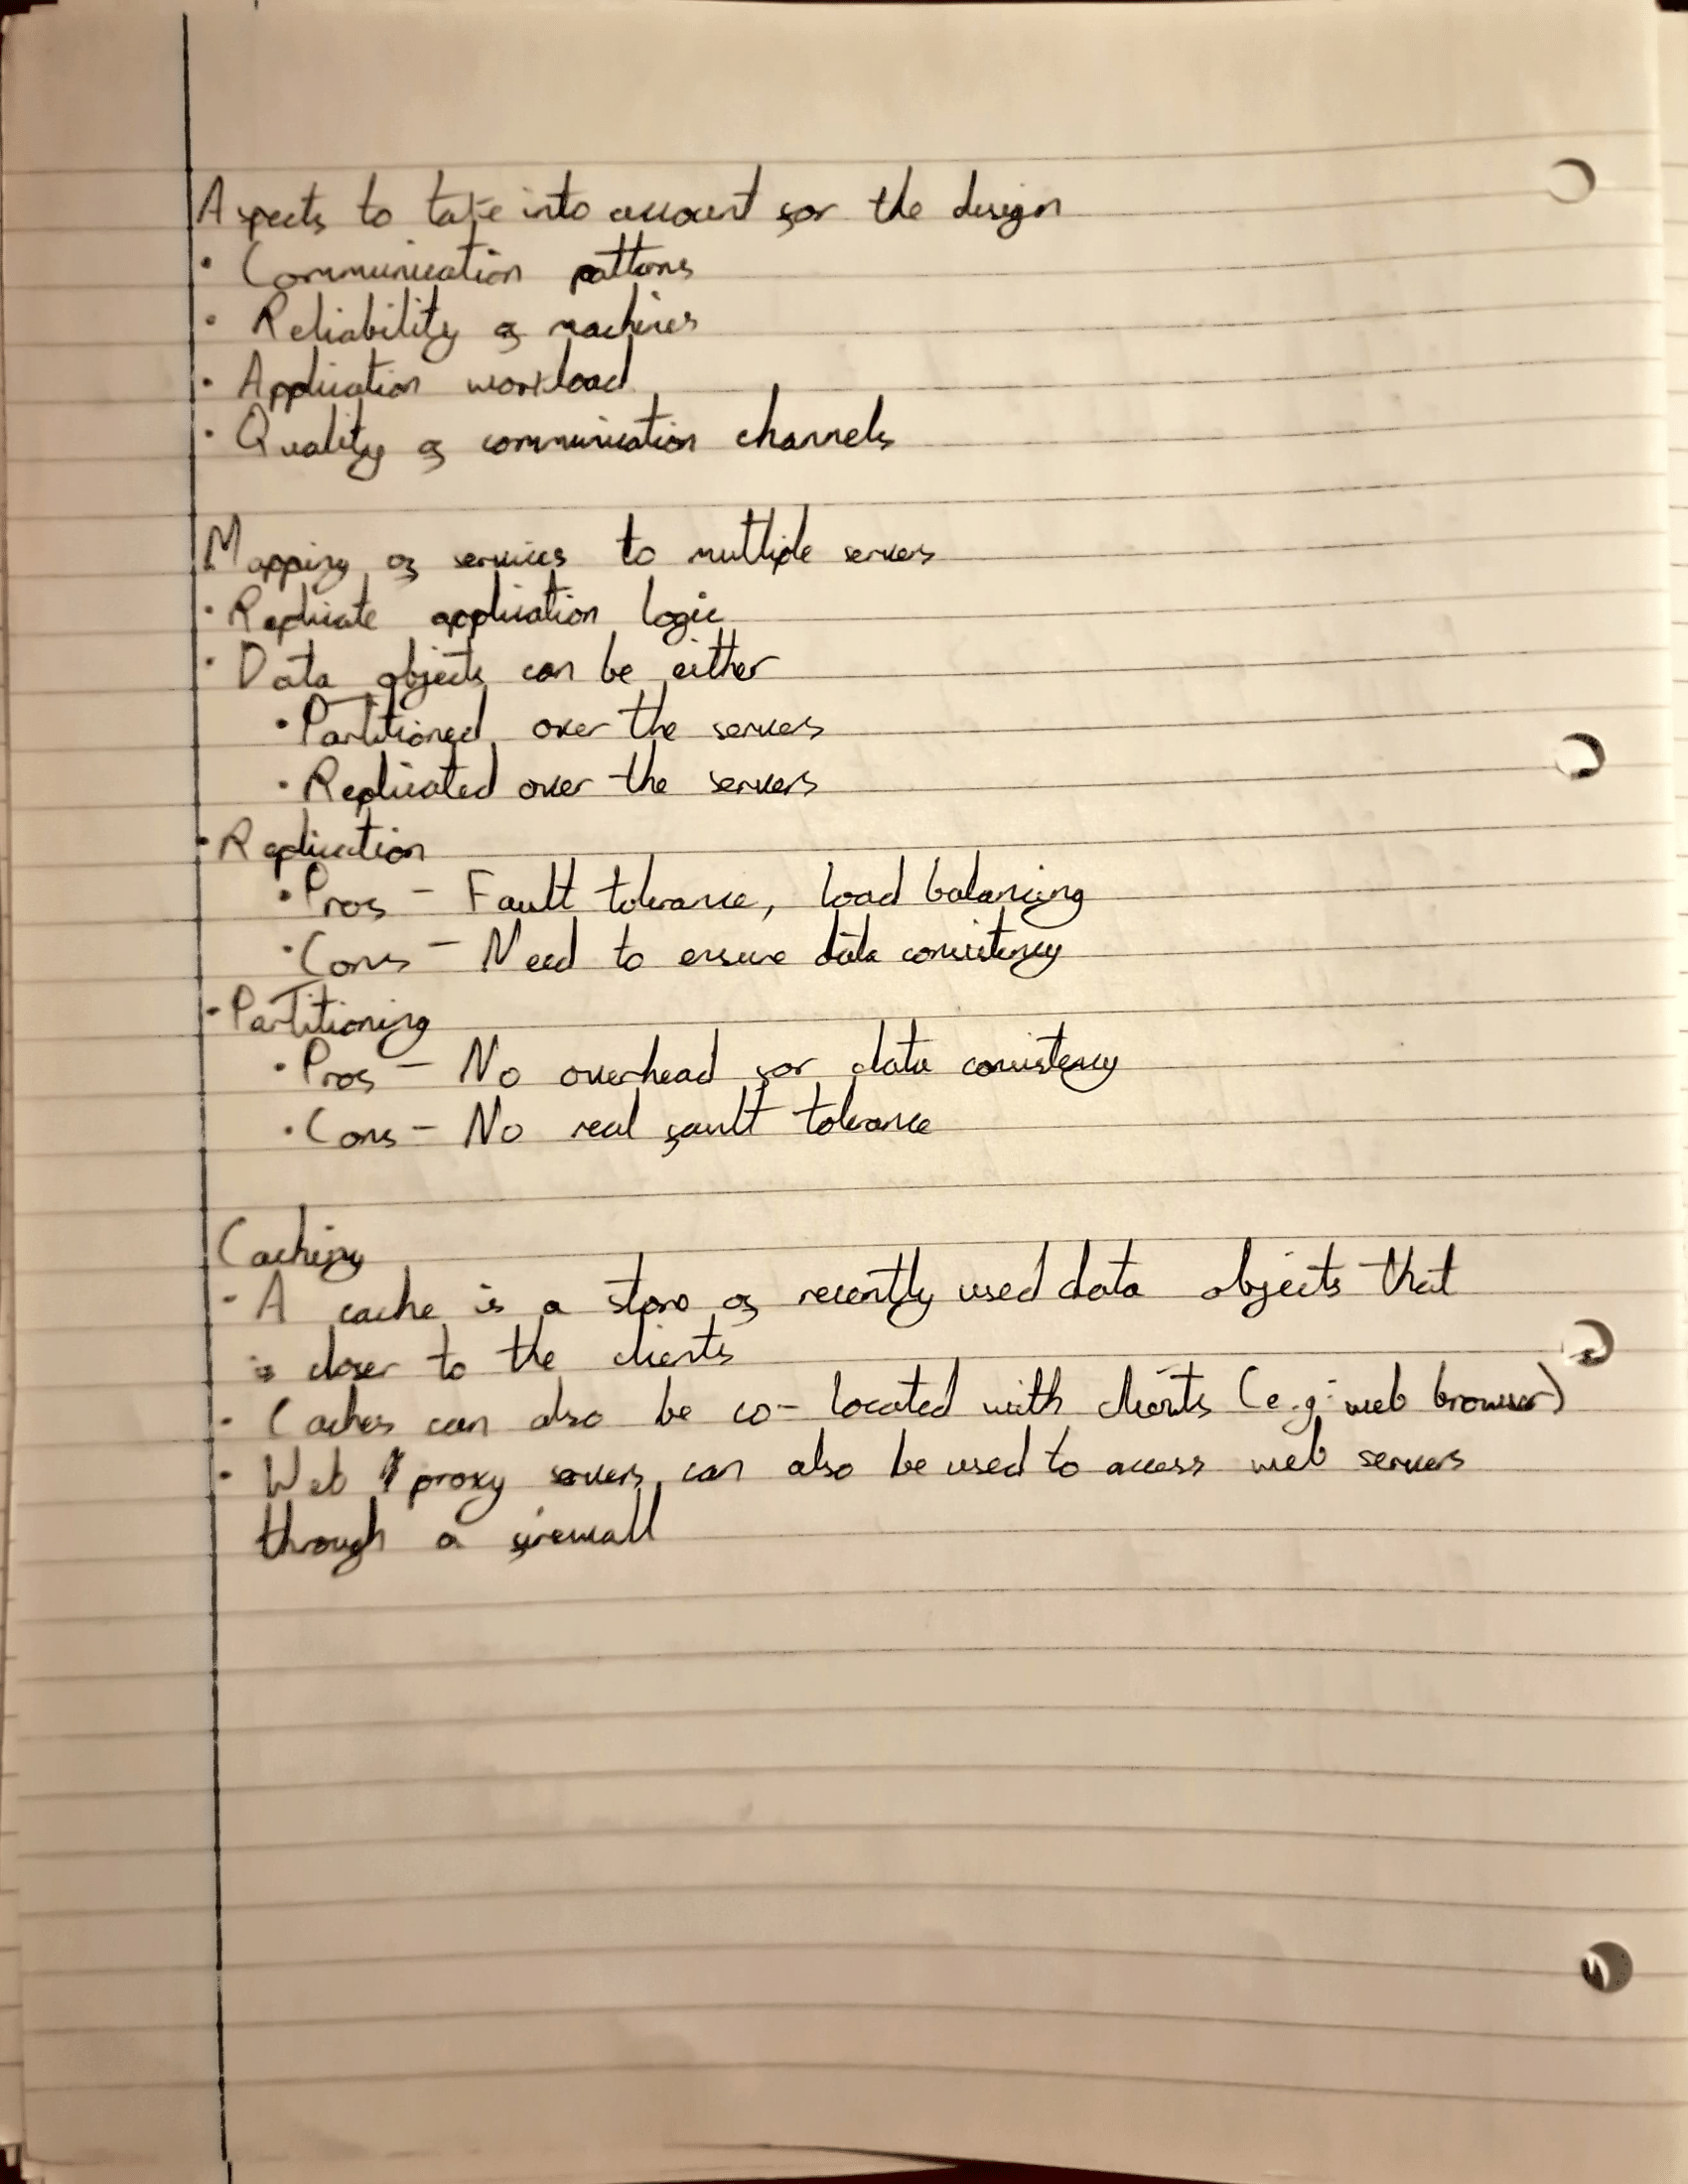 Aspects to take into account for the design
· Communication patterns
· Reliability of machines
· Application workload
· Quality of communication channels
Mapping of services to multiple servers
· Replicate application logic
· Data objects can be either
· Partitioned over the servers
· Replicated over the servers
· Replication
· Pros - Fault tolerance, load balancing
· Cons - Need to ensure data consistency
· Partitioning
· Pros - No overhead for data consistency
· Cons - No real fault tolerance
Caching
· A cache is a store of recently used data objects that
is closer to the clients
· Caches can also be co-located with clients (e.g: web browser)
· Web proxy servers can also be used to access web servers
through a firewall